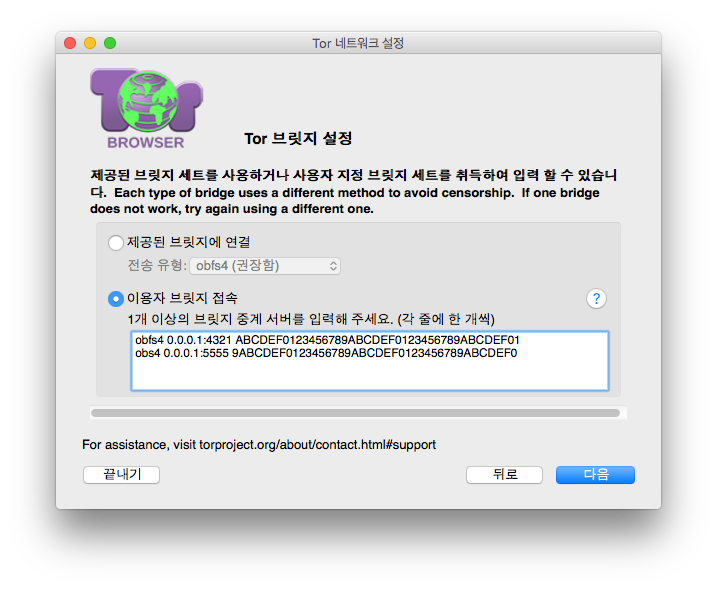 Tor 네트워크 설정
Tor
BROWSER
Tor 브릿지 설정
제공된 브릿지 세트를 사용하거나 사용자 지정 브릿지 세트를 취득하여 입력 할 수 있습니
다. Each type of bridge uses a different method to avoid censorship. If one bridge
does not work, try again using a different one.
제공된 브릿지에 연결
전송 유형: obfs4 (권장함)
이용자 브릿지 접속
?
1개 이상의 브릿지 중계 서버를 입력해 주세요. (각 줄에 한 개씩)
obfs4 0.0.0.1:4321 ABCDEF0123456789ABCDEF0123456789ABCDEF01
obs4 0.0.0.1:5555 9ABCDEF0123456789ABCDEF0123456789ABCDEF0
For assistance, visit torproject.org/about/contact.html#support
끝내기
뒤로
다음